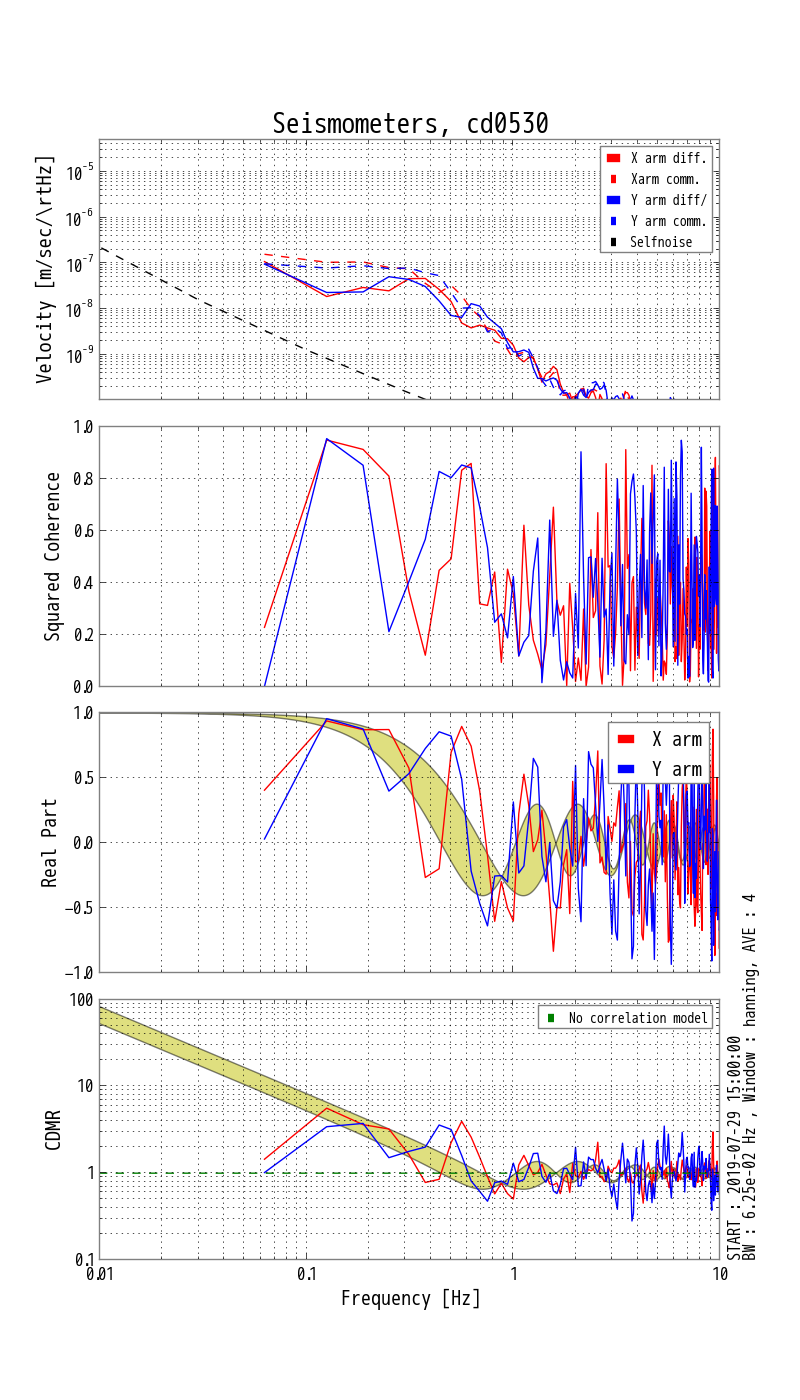 Seismometers, cd0530
Velocity [m/sec/\rtHz]
10^-5
10^-6
10^-7
10^-8
10^-9
X arm diff.
Xarm comm.
Y arm diff/
Y arm comm.
Selfnoise
Squared Coherence
1.0
0.8
0.6
0.4
0.2
0.0
Real Part
1.0
0.5
0.0
−0.5
−1.0
X arm
Y arm
CDMR
100
10
1
0.1
No correlation model
0.01 0.1 1 10
Frequency [Hz]
START : 2019-07-29 15:00:00
BW : 6.25e-02 Hz , Window : hanning, AVE : 4